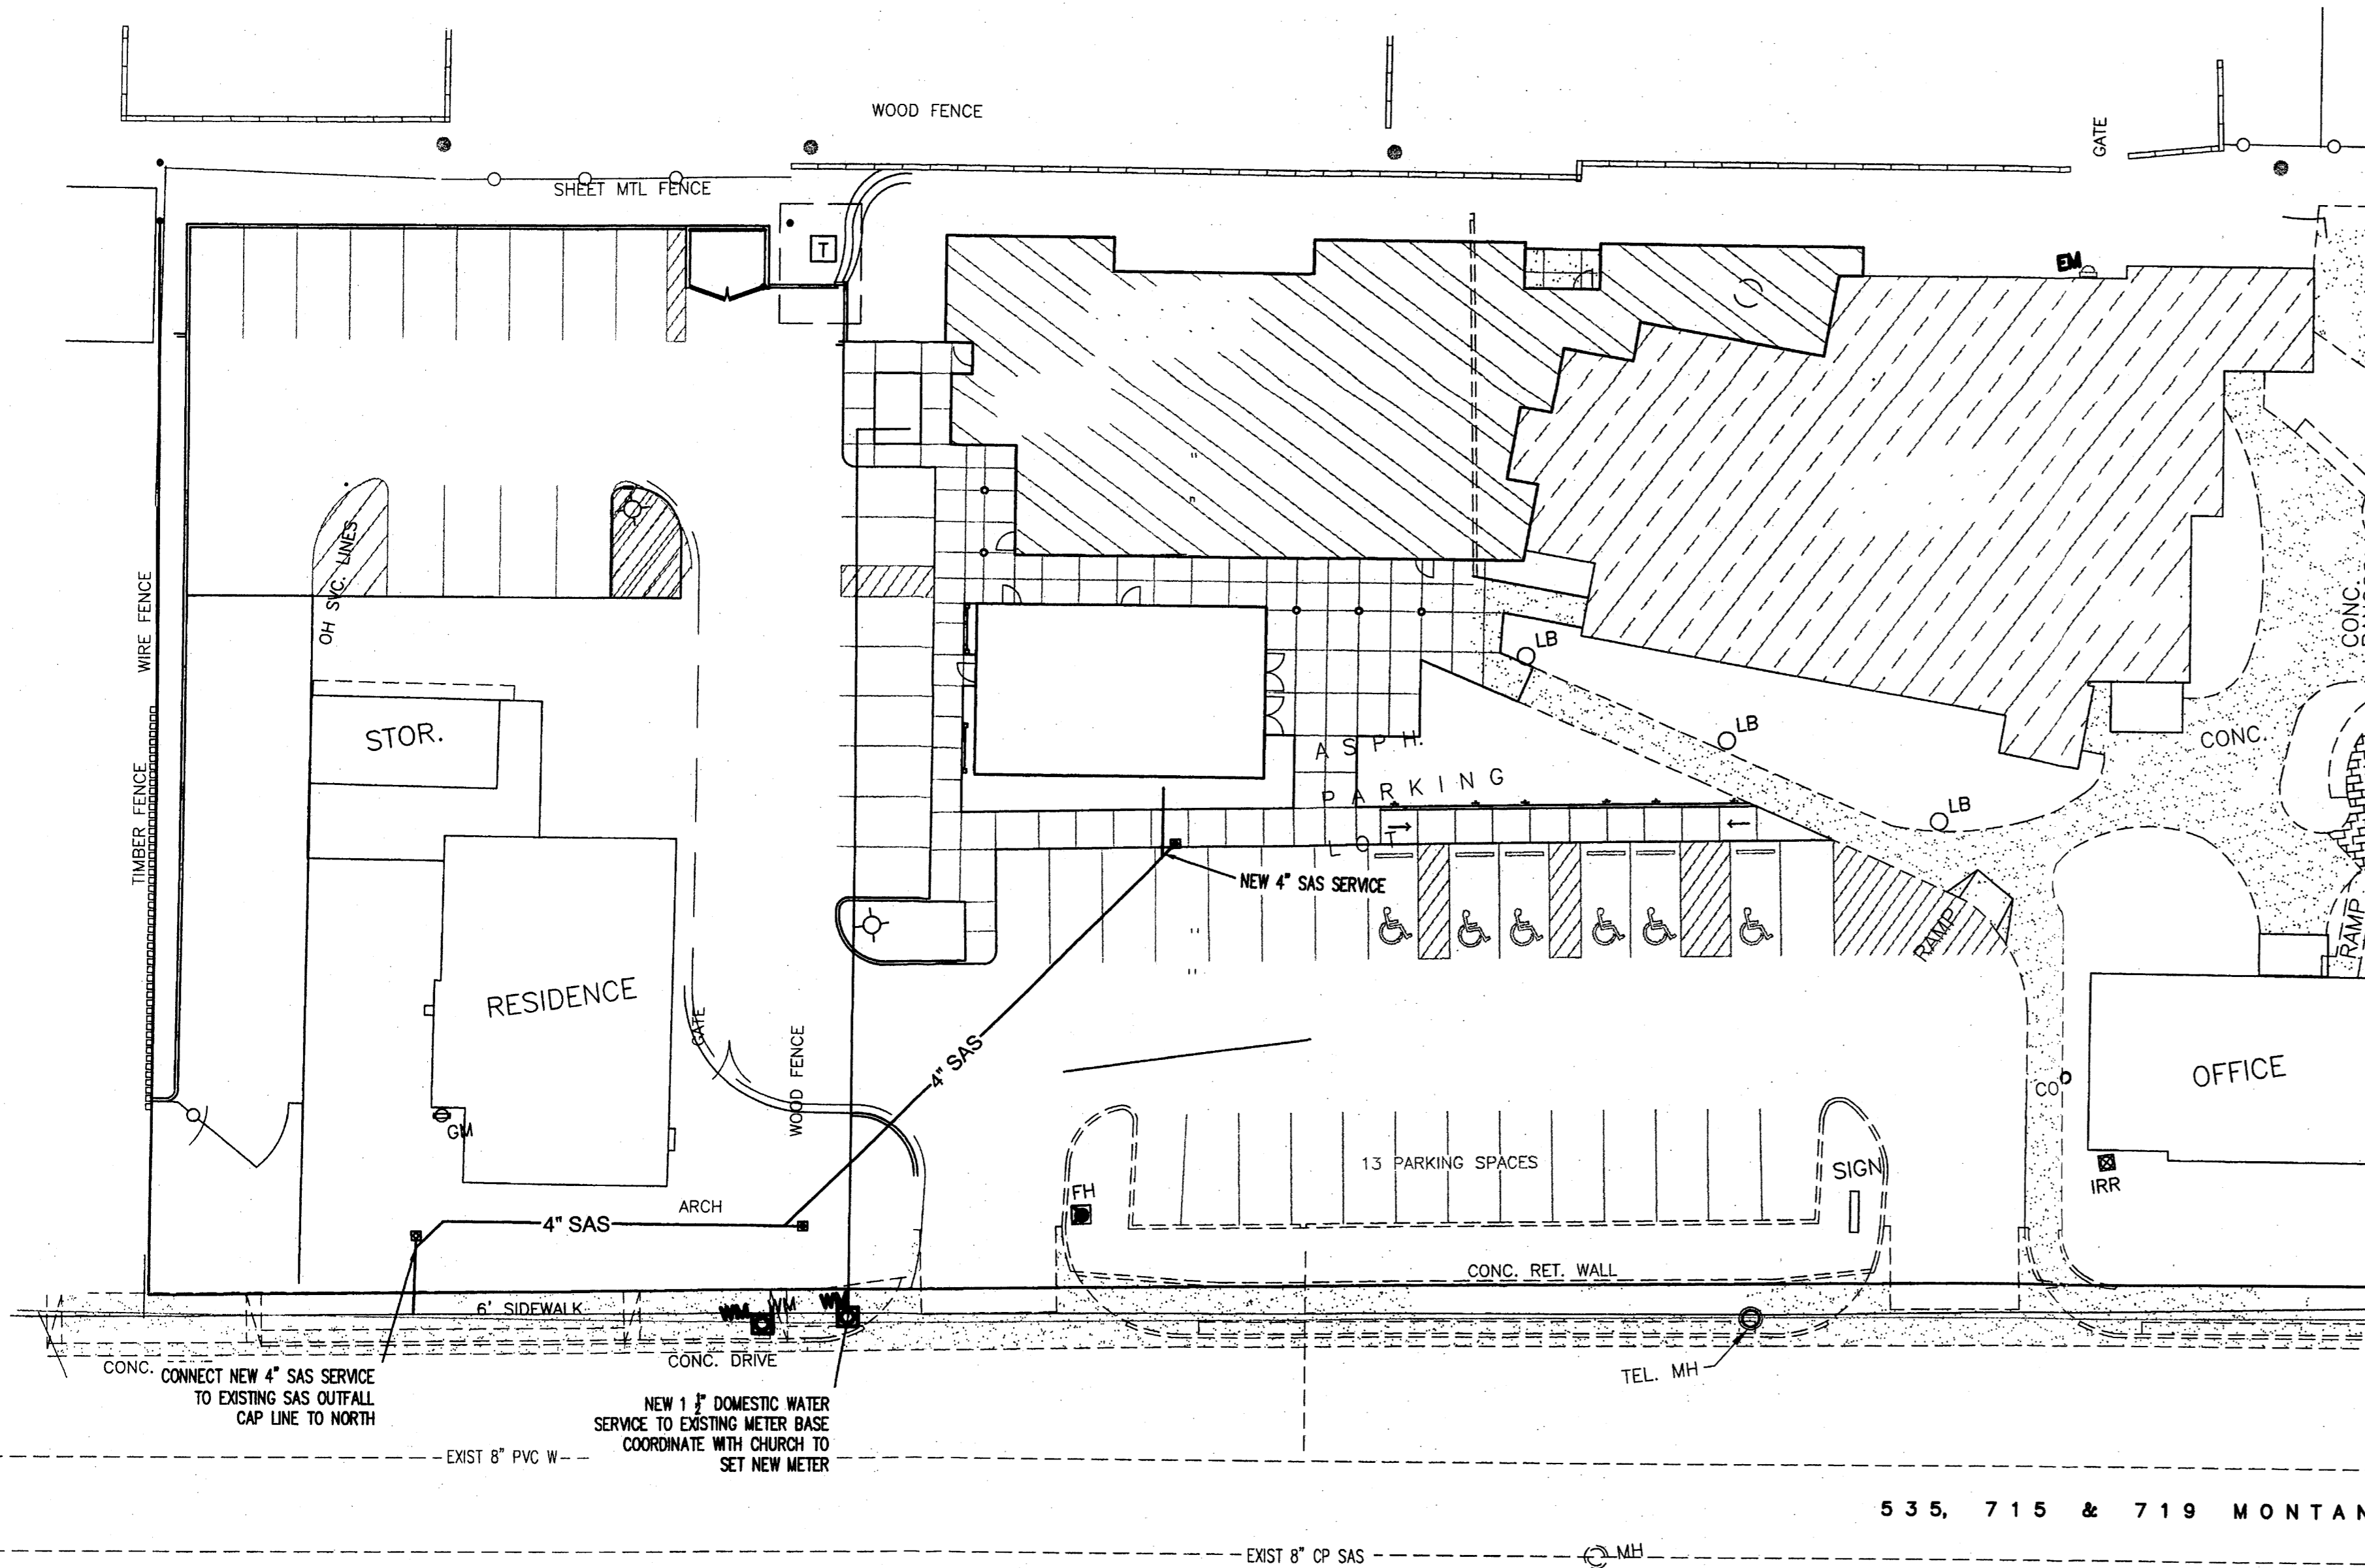 WOOD FENCE
GATE
SHEET MTL FENCE
T
EM
WIRE FENCE
OH SVC. LINES
CONC.
LB
STOR.
LB
CONC.
ASPH.
PARKING
LOT
LB
TIMBER FENCE
NEW 4" SAS SERVICE
RAMP
RAMP
RESIDENCE
GATE
WOOD FENCE
4" SAS
OFFICE
CO
GM
13 PARKING SPACES
SIGN
FH
IRR
ARCH
4" SAS
CONC. RET. WALL
6' SIDEWALK
WM
WM
WM
CONC.
CONC. DRIVE
TEL. MH
CONNECT NEW 4" SAS SERVICE
TO EXISTING SAS OUTFALL
CAP LINE TO NORTH
NEW 1 1/2" DOMESTIC WATER
SERVICE TO EXISTING METER BASE
COORDINATE WITH CHURCH TO
SET NEW METER
EXIST 8" PVC W
535, 715 & 719 MONTAN
EXIST 8" CP SAS
MH